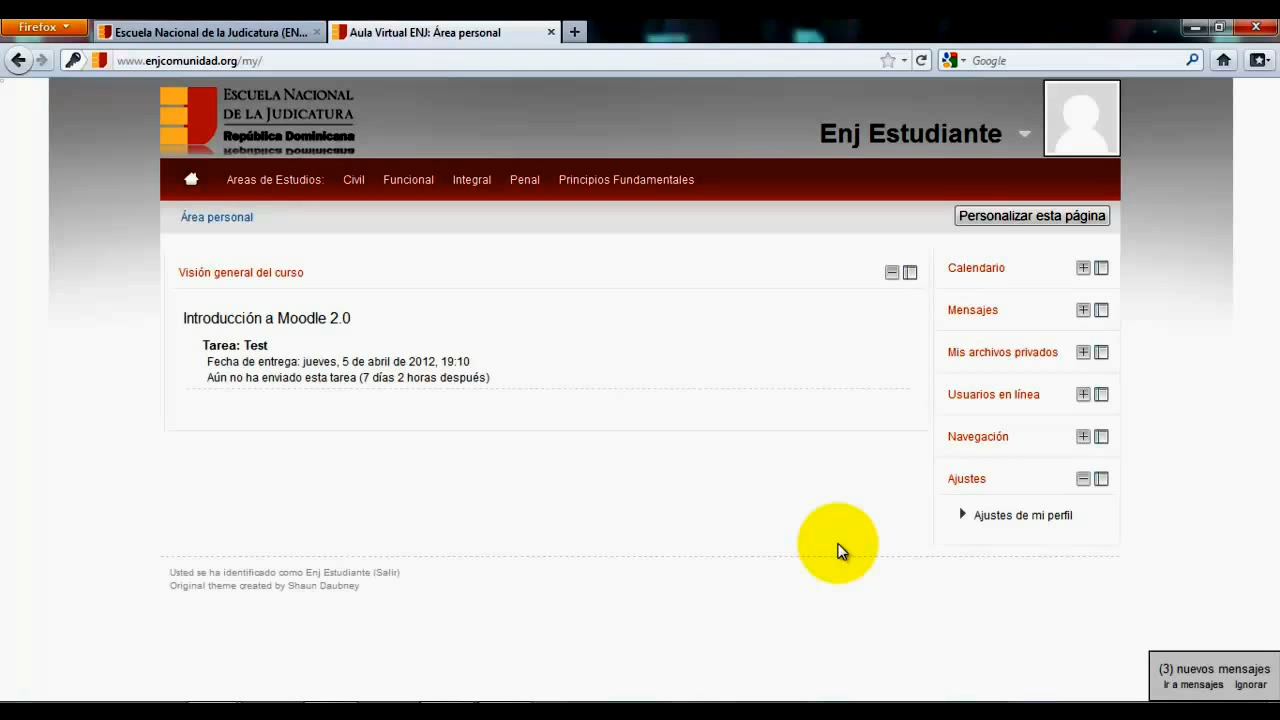 Firefox
Escuela Nacional de la Judicatura (EN...
Aula Virtual ENJ: Área personal
www.enjcomunidad.org/my/
Google
ESCUELA NACIONAL
DE LA JUDICATURA
República Dominicana
Enj Estudiante
Areas de Estudios: Civil Funcional Integral Penal Principios Fundamentales
Área personal
Personalizar esta página
Visión general del curso
Introducción a Moodle 2.0
Tarea: Test
Fecha de entrega: jueves, 5 de abril de 2012, 19:10
Aún no ha enviado esta tarea (7 días 2 horas después)
Calendario
Mensajes
Mis archivos privados
Usuarios en línea
Navegación
Ajustes
Ajustes de mi perfil
Usted se ha identificado como Enj Estudiante (Salir)
Original theme created by Shaun Daubney
(3) nuevos mensajes
Ir a mensajes Ignorar